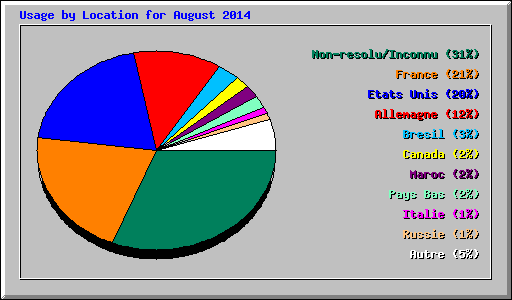 Usage by Location for August 2014
Non-resolu/Inconnu (31%)
France (21%)
Etats Unis (20%)
Allemagne (12%)
Bresil (3%)
Canada (2%)
Maroc (2%)
Pays Bas (2%)
Italie (1%)
Russie (1%)
Autre (5%)